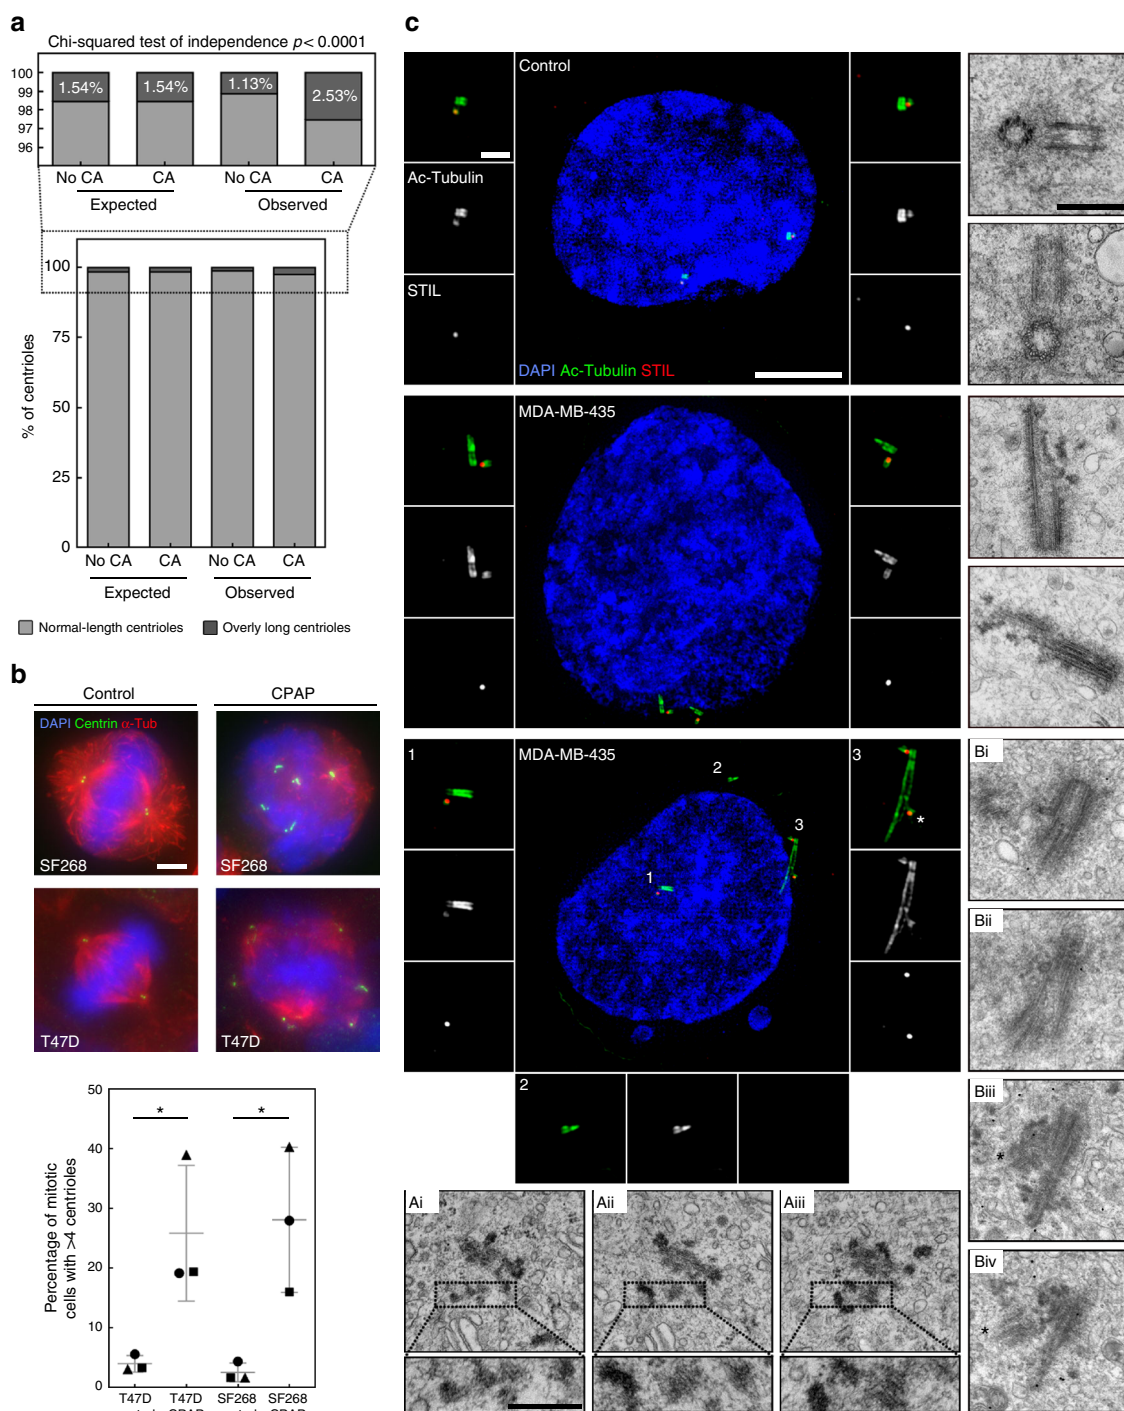 a
Chi-squared test of independence p< 0.0001
100
99
98
97
96
1.54%
1.54%
1.13%
2.53%
No CA
CA
No CA
CA
Expected
Observed
% of centrioles
100
75
50
25
0
No CA
CA
No CA
CA
Expected
Observed
Normal-length centrioles
Overly long centrioles
b
Control
CPAP
DAPI Centrin α-Tub
SF268
SF268
T47D
T47D
Percentage of mitotic
cells with >4 centrioles
50
40
30
20
10
0
*
*
T47D
T47D
SF268
SF268
c
Control
Ac-Tubulin
STIL
DAPI Ac-Tubulin STIL
MDA-MB-435
1
MDA-MB-435
2
3
1
3
*
2
Ai
Aii
Aiii
Bi
Bii
Biii
*
Biv
*